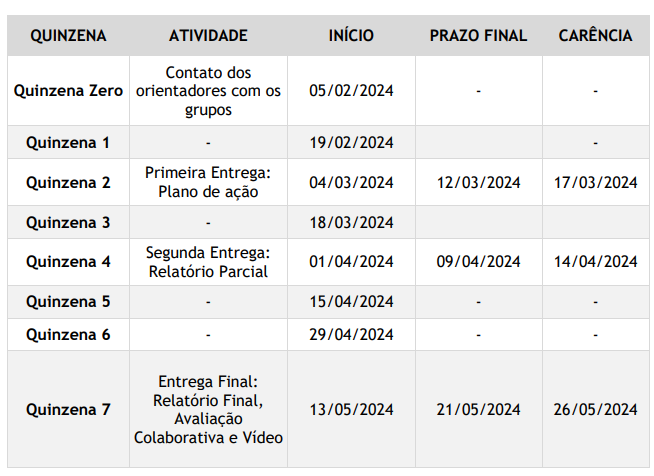 QUINZENA ATIVIDADE INÍCIO PRAZO FINAL CARÊNCIA
Quinzena Zero Contato dos orientadores com os grupos 05/02/2024 - -
Quinzena 1 - 19/02/2024 -
Quinzena 2 Primeira Entrega: Plano de ação 04/03/2024 12/03/2024 17/03/2024
Quinzena 3 - 18/03/2024
Quinzena 4 Segunda Entrega: Relatório Parcial 01/04/2024 09/04/2024 14/04/2024
Quinzena 5 - 15/04/2024 - -
Quinzena 6 - 29/04/2024 - -
Quinzena 7 Entrega Final: Relatório Final, Avaliação Colaborativa e Vídeo 13/05/2024 21/05/2024 26/05/2024